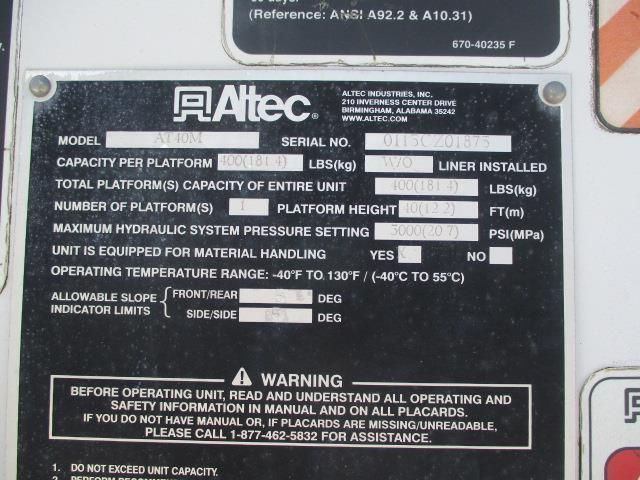 (Reference: ANSI A92.2 & A10.31)
670-40235 F
Altec
ALTEC INDUSTRIES, INC.
210 INVERNESS CENTER DRIVE
BIRMINGHAM, ALABAMA 35242
WWW.ALTEC.COM
MODEL AT40M SERIAL NO. 0115CZ01875
CAPACITY PER PLATFORM 400(181.4) LBS(kg) W/O LINER INSTALLED
TOTAL PLATFORM(S) CAPACITY OF ENTIRE UNIT 400(181.4) LBS(kg)
NUMBER OF PLATFORM(S) 1 PLATFORM HEIGHT 40(12.2) FT(m)
MAXIMUM HYDRAULIC SYSTEM PRESSURE SETTING 3000(20.7) PSI(MPa)
UNIT IS EQUIPPED FOR MATERIAL HANDLING YES X NO
OPERATING TEMPERATURE RANGE: -40°F TO 130°F / (-40°C TO 55°C)
ALLOWABLE SLOPE INDICATOR LIMITS
FRONT/REAR DEG
SIDE/SIDE DEG
WARNING
BEFORE OPERATING UNIT, READ AND UNDERSTAND ALL OPERATING AND
SAFETY INFORMATION IN MANUAL AND ON ALL PLACARDS.
IF YOU DO NOT HAVE MANUAL OR, IF PLACARDS ARE MISSING/UNREADABLE,
PLEASE CALL 1-877-462-5832 FOR ASSISTANCE.
1. DO NOT EXCEED UNIT CAPACITY.